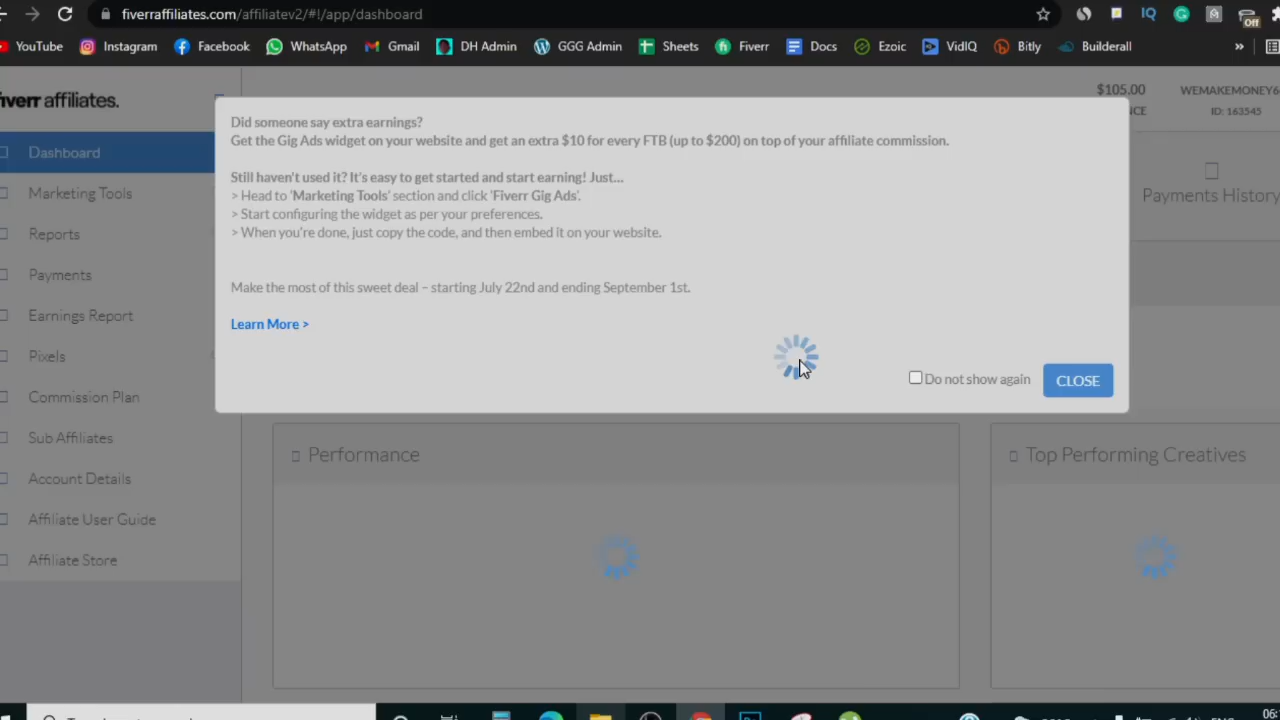 fiverraffiliates.com/affiliatev2/#!/app/dashboard
IQ
Off
YouTube Instagram Facebook WhatsApp Gmail DH Admin GGG Admin Sheets Fiverr Docs Ezoic VidIQ Bitly Builderall »
iverr affiliates.
$105.00
WEMAKEMONEY6
NCE
ID: 163545
Dashboard
Marketing Tools
Reports
Payments
Earnings Report
Pixels
Commission Plan
Sub Affiliates
Account Details
Affiliate User Guide
Affiliate Store
Did someone say extra earnings?
Get the Gig Ads widget on your website and get an extra $10 for every FTB (up to $200) on top of your affiliate commission.
Still haven't used it? It's easy to get started and start earning! Just...
> Head to 'Marketing Tools' section and click 'Fiverr Gig Ads'.
> Start configuring the widget as per your preferences.
> When you're done, just copy the code, and then embed it on your website.
Make the most of this sweet deal – starting July 22nd and ending September 1st.
Learn More >
Do not show again
CLOSE
Payments History
Performance
Top Performing Creatives
06: